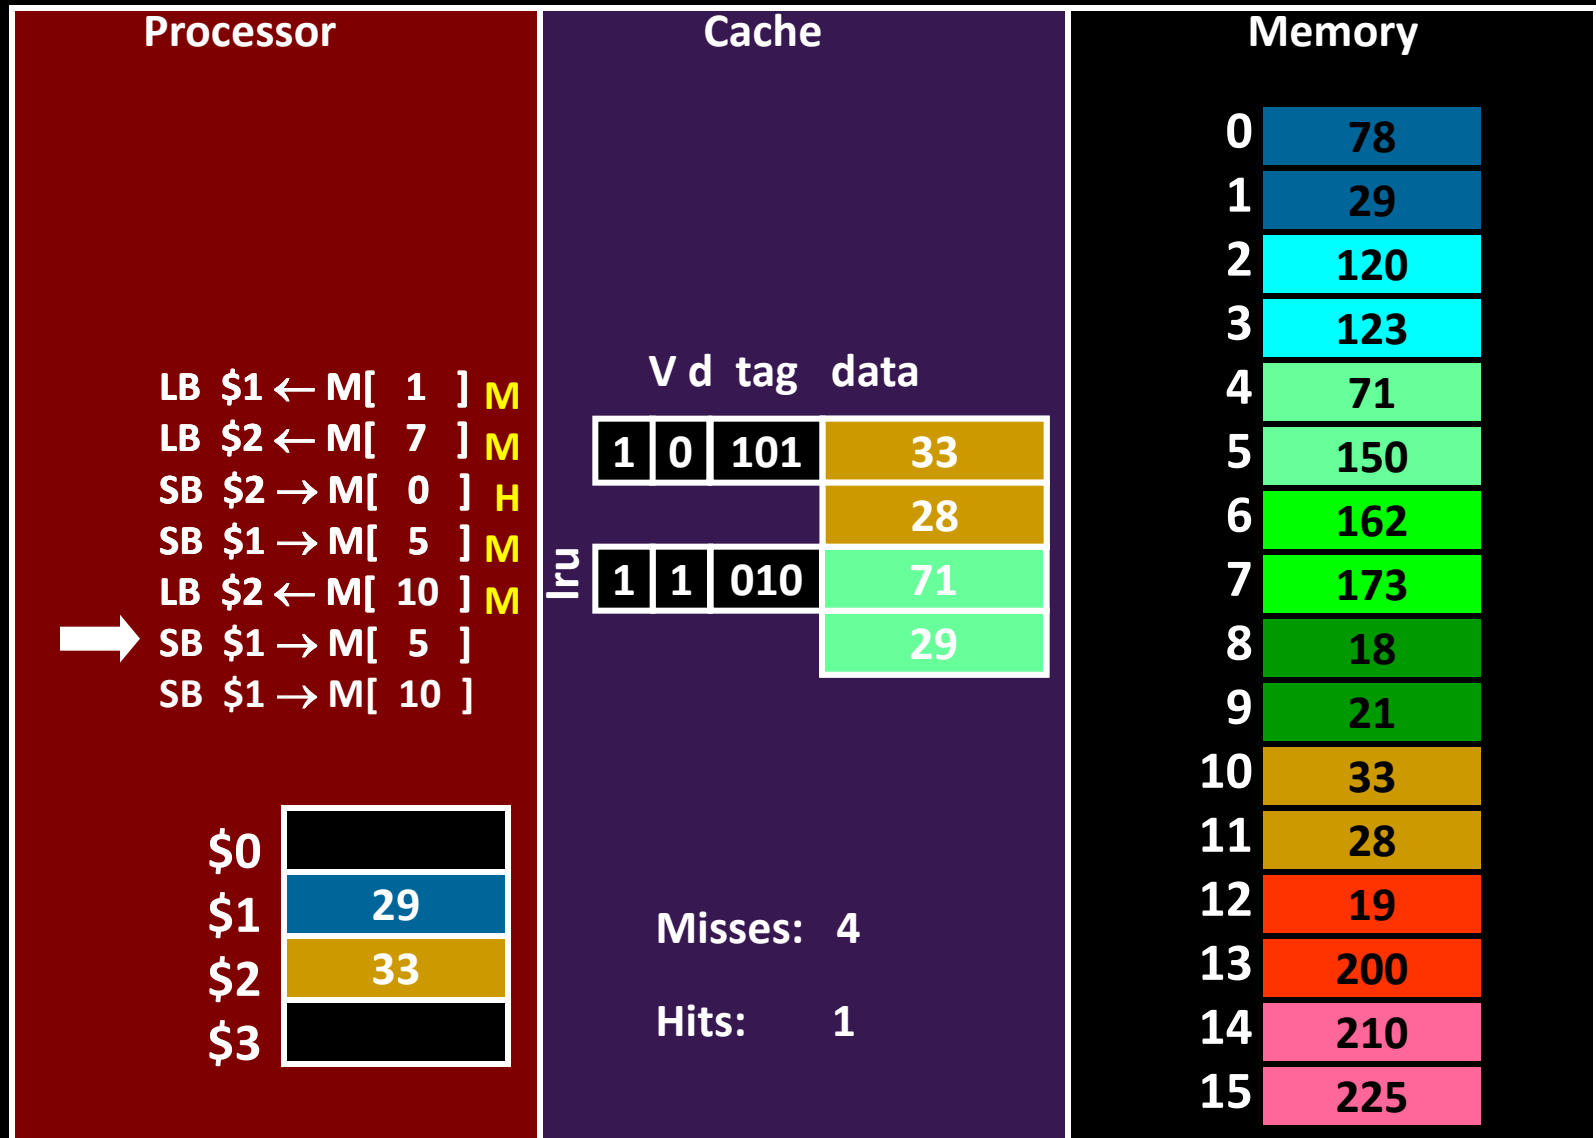 Processor
LB $1 ← M[ 1 ] M
LB $2 ← M[ 7 ] M
SB $2 → M[ 0 ] H
SB $1 → M[ 5 ] M
LB $2 ← M[ 10 ] M
SB $1 → M[ 5 ]
SB $1 → M[ 10 ]
$0
$1 29
$2 33
$3
Cache
V d tag data
1 0 101 33
28
lru 1 1 010 71
29
Misses: 4
Hits: 1
Memory
0 78
1 29
2 120
3 123
4 71
5 150
6 162
7 173
8 18
9 21
10 33
11 28
12 19
13 200
14 210
15 225